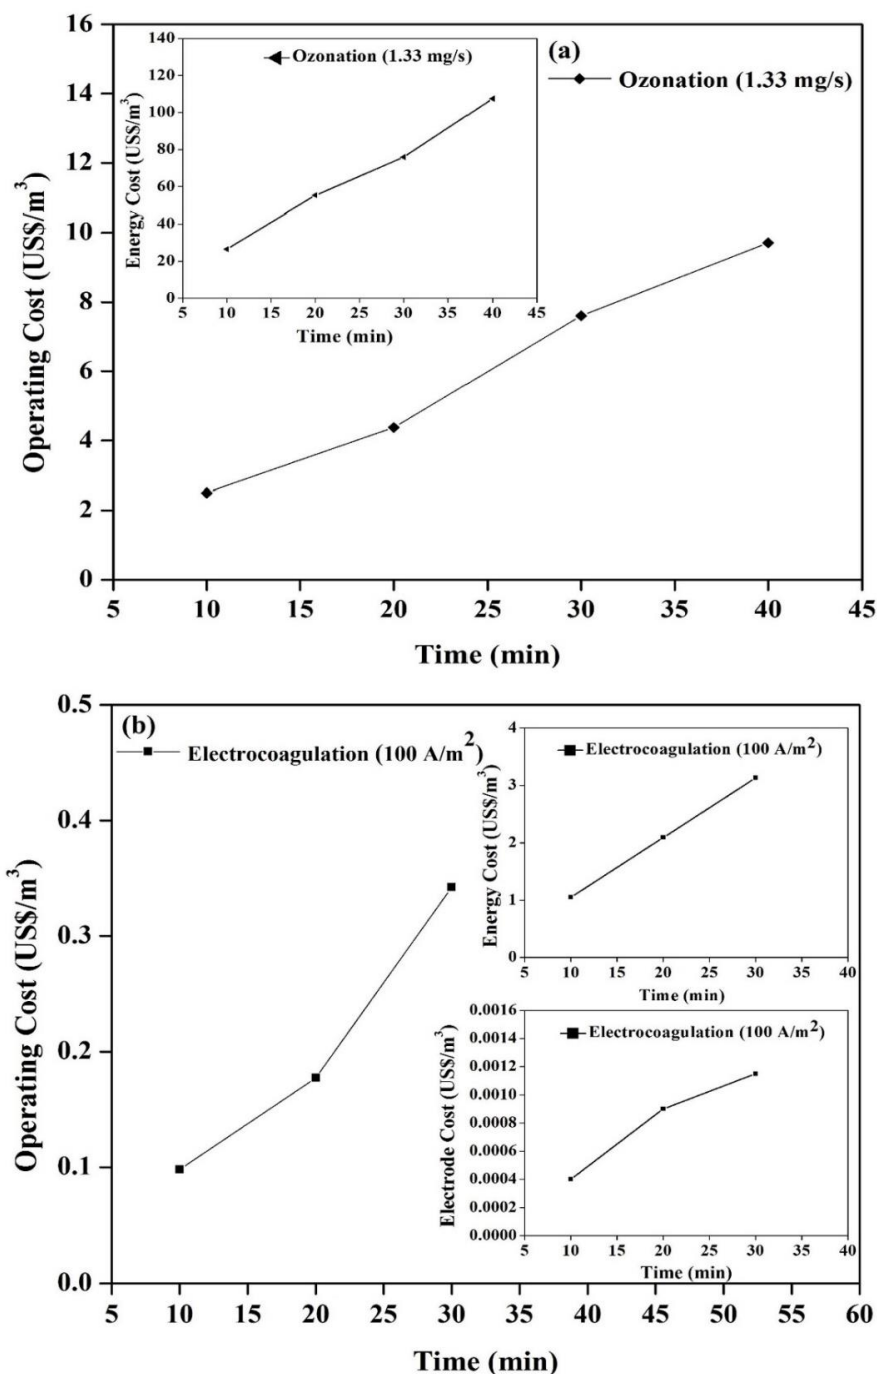 16
14
12
10
8
6
4
2
0
Operating Cost (US$/m³)
5 10 15 20 25 30 35 40 45
Time (min)
(a)
Ozonation (1.33 mg/s)
140
120
100
80
60
40
20
0
Energy Cost (US$/m³)
Ozonation (1.33 mg/s)
5 10 15 20 25 30 35 40 45
Time (min)
0.5
0.4
0.3
0.2
0.1
0.0
Operating Cost (US$/m³)
(b)
Electrocoagulation (100 A/m²)
4
3
2
1
0
Energy Cost (US$/m³)
Electrocoagulation (100 A/m²)
5 10 15 20 25 30 35 40
Time (min)
0.0016
0.0014
0.0012
0.0010
0.0008
0.0006
0.0004
0.0002
0.0000
Electrode Cost (US$/m³)
Electrocoagulation (100 A/m²)
5 10 15 20 25 30 35 40
Time (min)
5 10 15 20 25 30 35 40 45 50 55 60
Time (min)